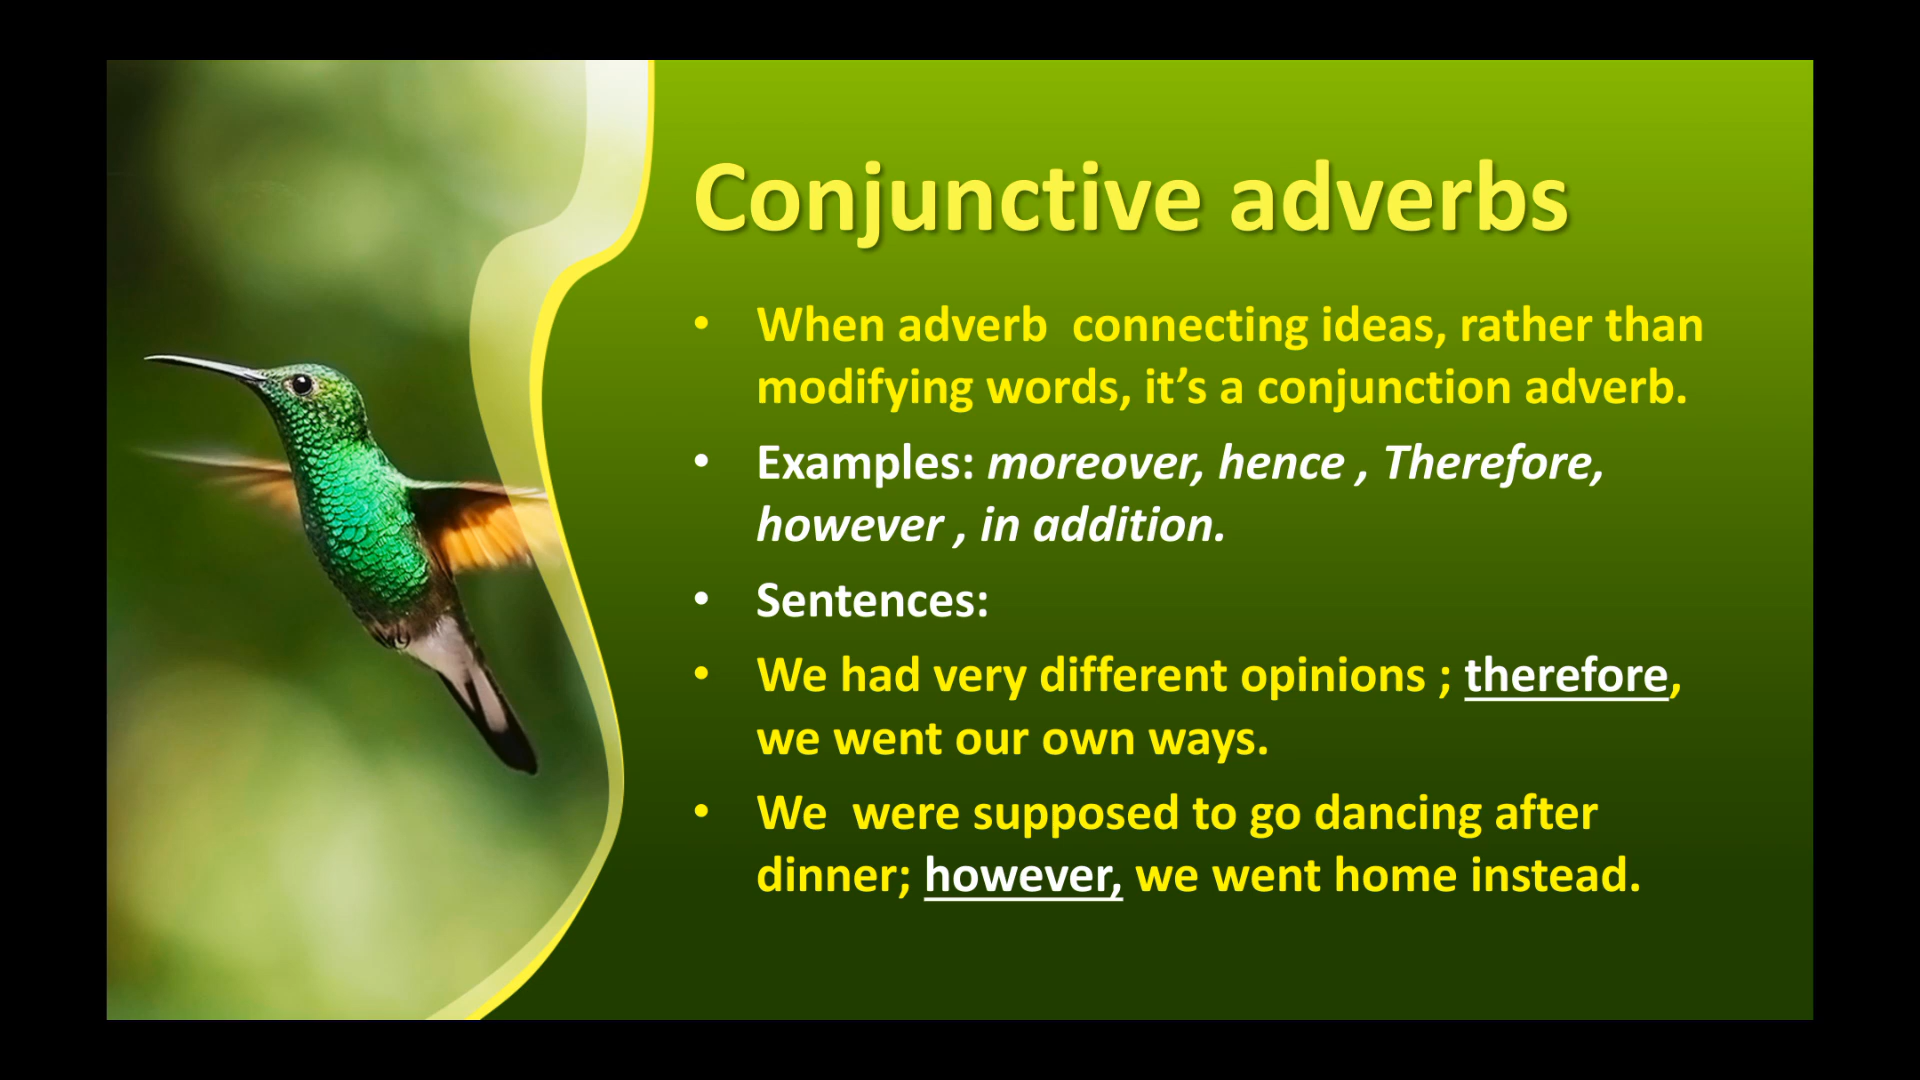 Conjunctive adverbs
• When adverb  connecting ideas, rather than
modifying words, it’s a conjunction adverb.
• Examples: moreover, hence , Therefore,
however , in addition.
• Sentences:
• We had very different opinions ; therefore,
we went our own ways.
• We  were supposed to go dancing after
dinner; however, we went home instead.